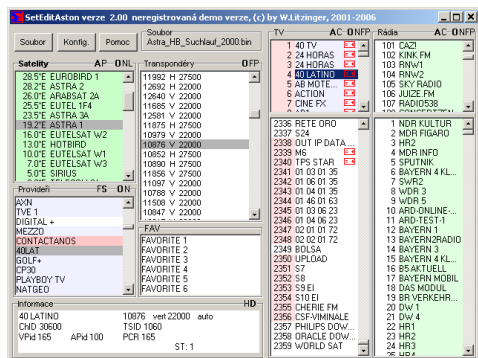 SetEditAston verze 2.00 neregistrovaná demo verze, (c) by W.Litzinger, 2001-2006
Soubor Konfig. Pomoc
Soubor
Astra_HB_Suchlauf_2000.bin
Satelity AP - ONL
28.5°E EUROBIRD 1
28.2°E ASTRA 2
26.0°E ARABSAT 2A
25.5°E EUTEL 1F4
23.5°E ASTRA 3A
19.2°E ASTRA 1
16.0°E EUTELSAT W2
13.0°E HOTBIRD
10.0°E EUTELSAT W1
7.0°E EUTELSAT W3
5.0°E SIRIUS
Transpondéry OFP
11992 H 27500
12692 H 22000
12640 V 22000
11685 V 22000
12581 V 22000
11875 H 27500
10979 V 22000
10876 V 22000
10852 H 22000
10890 H 22000
11856 V 27500
11097 V 22000
10788 V 22000
11508 V 22000
10847 V 22000
Provideři FS ON
AXN
TVE 1
DIGITAL +
MEZZO
CONTACTANOS
40LAT
GOLF+
CP30
PLAYBOY TV
NATGEO
FAV
FAVORITE 1
FAVORITE 2
FAVORITE 3
FAVORITE 4
FAVORITE 5
FAVORITE 6
Informace HD
40 LATINO 10876 vert 22000 auto
ChID 30600 TSID 1060
VPid 165 APid 100 PCR 165
ST: 1
TV AC - ONFP
1 40 TV
2 24 HORAS
3 24 HORAS
4 40 LATINO
5 AB MOTE...
6 ACTION
7 CINE FX
2336 RETE ORO
2337 S24
2338 OUT IP DATA ...
2339 M6
2340 TPS STAR
2341 01 03 01 35
2342 01 06 01 35
2343 01 04 01 35
2344 01 46 01 63
2345 01 03 06 23
2346 01 04 06 23
2347 02 01 01 72
2348 02 02 01 72
2349 BOLSA
2350 UPLOAD
2351 S7
2352 S8
2353 S9 EI
2354 S10 EI
2355 CHERIE FM
2356 CSF-VIMINALE
2357 PHILIPS DOW...
2358 ORACLE DOW...
2359 WORLD SAT
Rádia AC - ONFP
101 CAZ!
102 KINK FM
103 RNW1
104 RNW2
105 SKY RADIO
106 JUIZE.FM
107 RADIO538
1 NDR KULTUR
2 MDR FIGARO
3 HR2
4 MDR INFO
5 SPUTNIK
6 BAYERN 4 KL...
7 SWR2
8 WDR 3
9 WDR 5
10 ARD-ONLINE-...
11 ARD-TEST-1
12 BAYERN 1
13 BAYERN2RADIO
14 BAYERN 3
15 BAYERN 4 KL...
16 B5 AKTUELL
17 BAYERN MOBIL
18 DAS MODUL
19 BR VERKEHR...
20 DW 1
21 DW 4
22 HR1
23 HR2
24 HR3
25 HR4